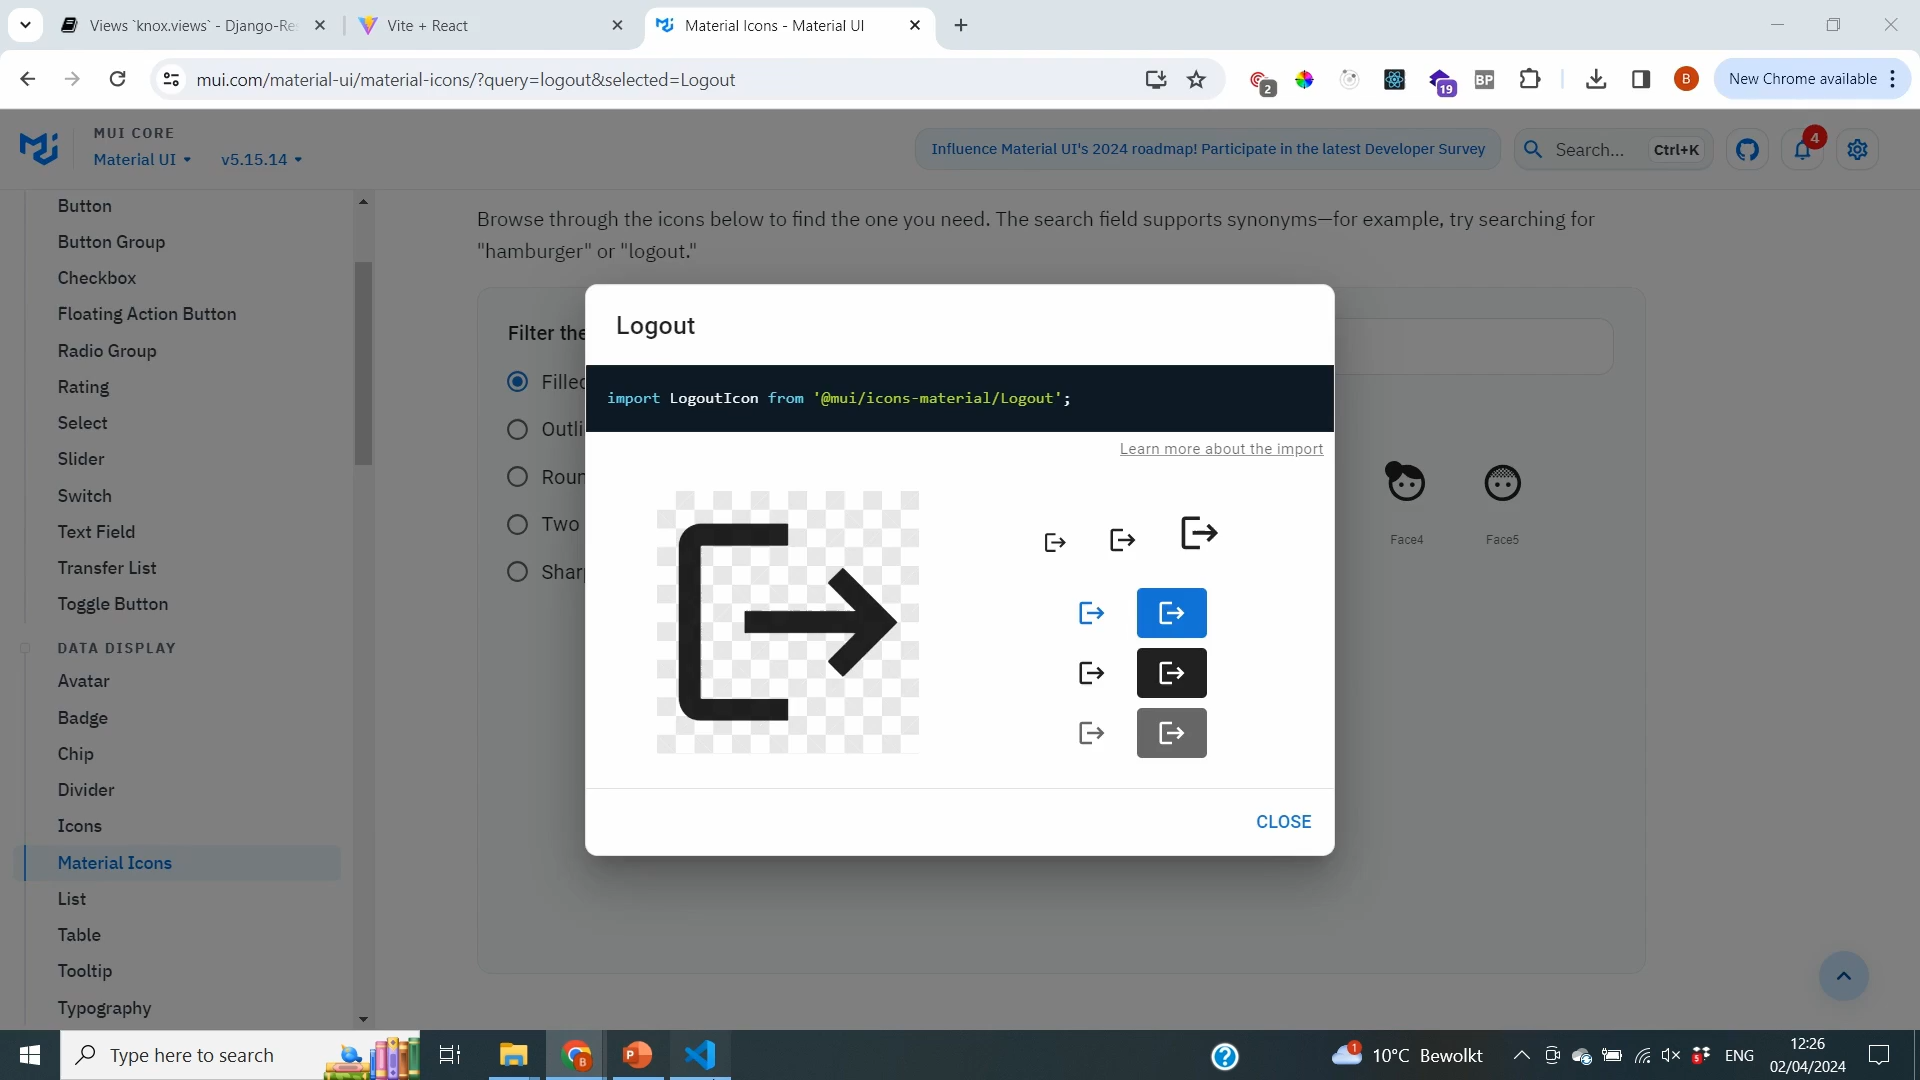 Views `knox.views` - Django-Re
Vite + React
Material Icons - Material UI
mui.com/material-ui/material-icons/?query=logout&selected=Logout
2
19
BP
B
New Chrome available
MUI CORE
Material UI
v5.15.14
Influence Material UI's 2024 roadmap! Participate in the latest Developer Survey
Search…
Ctrl+K
4
Button
Button Group
Checkbox
Floating Action Button
Radio Group
Rating
Select
Slider
Switch
Text Field
Transfer List
Toggle Button
DATA DISPLAY
Avatar
Badge
Chip
Divider
Icons
Material Icons
List
Table
Tooltip
Typography
Browse through the icons below to find the one you need. The search field supports synonyms—for example, try searching for
"hamburger" or "logout."
Filter the
Filled
Outli
Roun
Two
Shar
Face4
Face5
Logout
import LogoutIcon from '@mui/icons-material/Logout';
Learn more about the import
CLOSE
Type here to search
B
P
1
10°C Bewolkt
5
ENG
12:26
02/04/2024